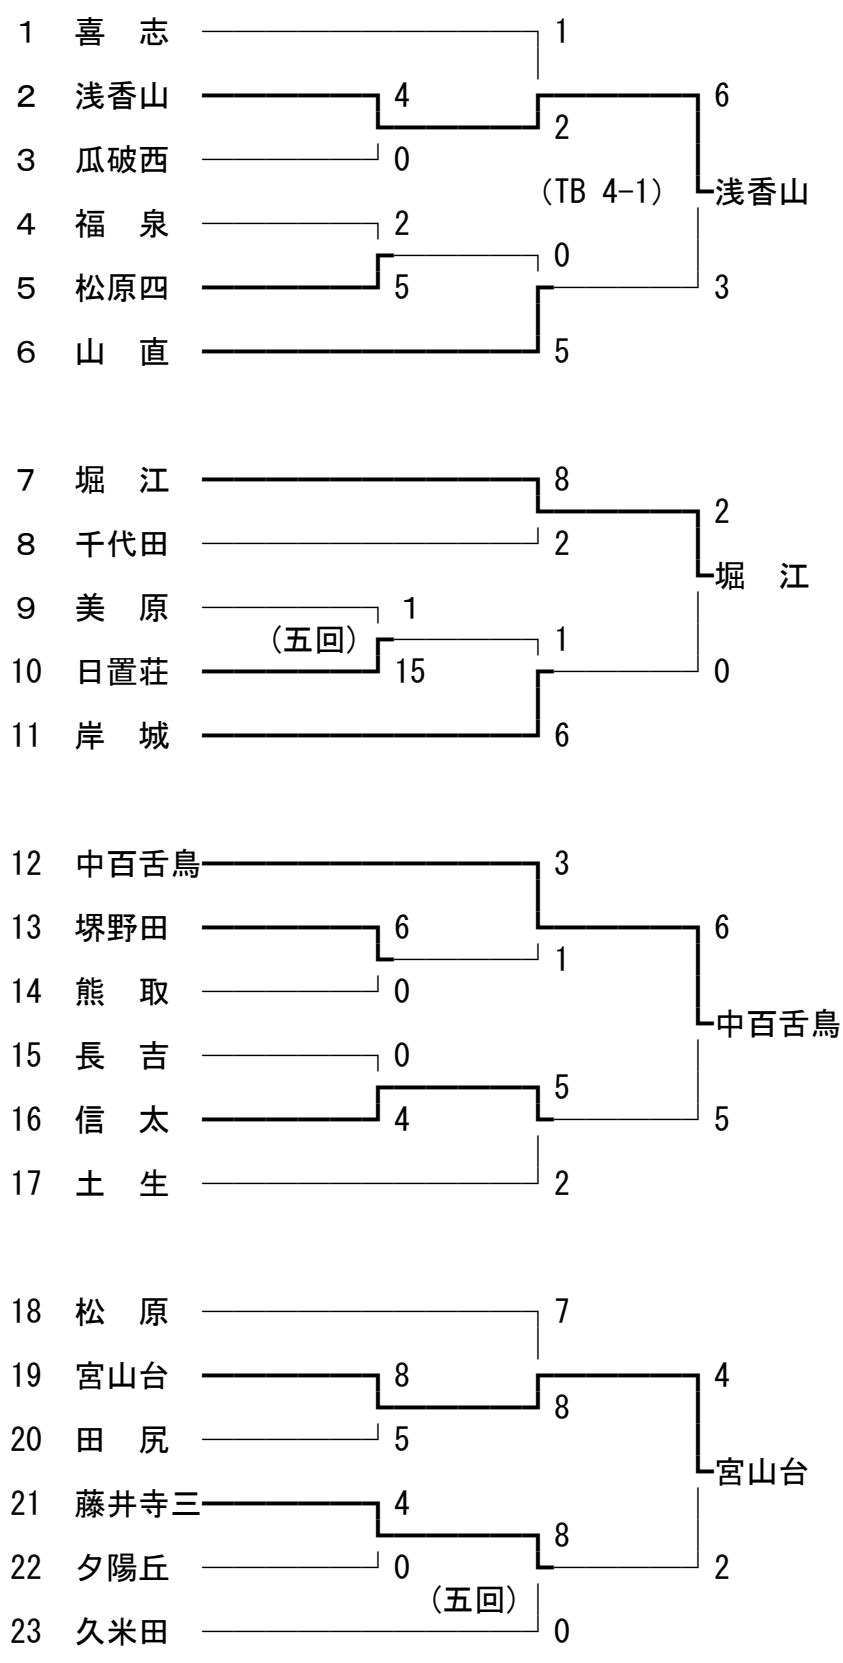 1 喜 志 1
2 浅香山 4 6
2
3 瓜破西 0
(TB 4-1) 浅香山
4 福 泉 2
0
5 松原四 5 3
6 山 直 5
7 堀 江 8
2
8 千代田 2
堀 江
9 美 原 1
(五回) 1
10 日置荘 15 0
11 岸 城 6
12 中百舌鳥 3
13 堺野田 6 6
1
14 熊 取 0
中百舌鳥
15 長 吉 0
5
16 信 太 4 5
17 土 生 2
18 松 原 7
19 宮山台 8 4
8
20 田 尻 5
宮山台
21 藤井寺三 4
8
22 夕陽丘 0 2
(五回)
23 久米田 0